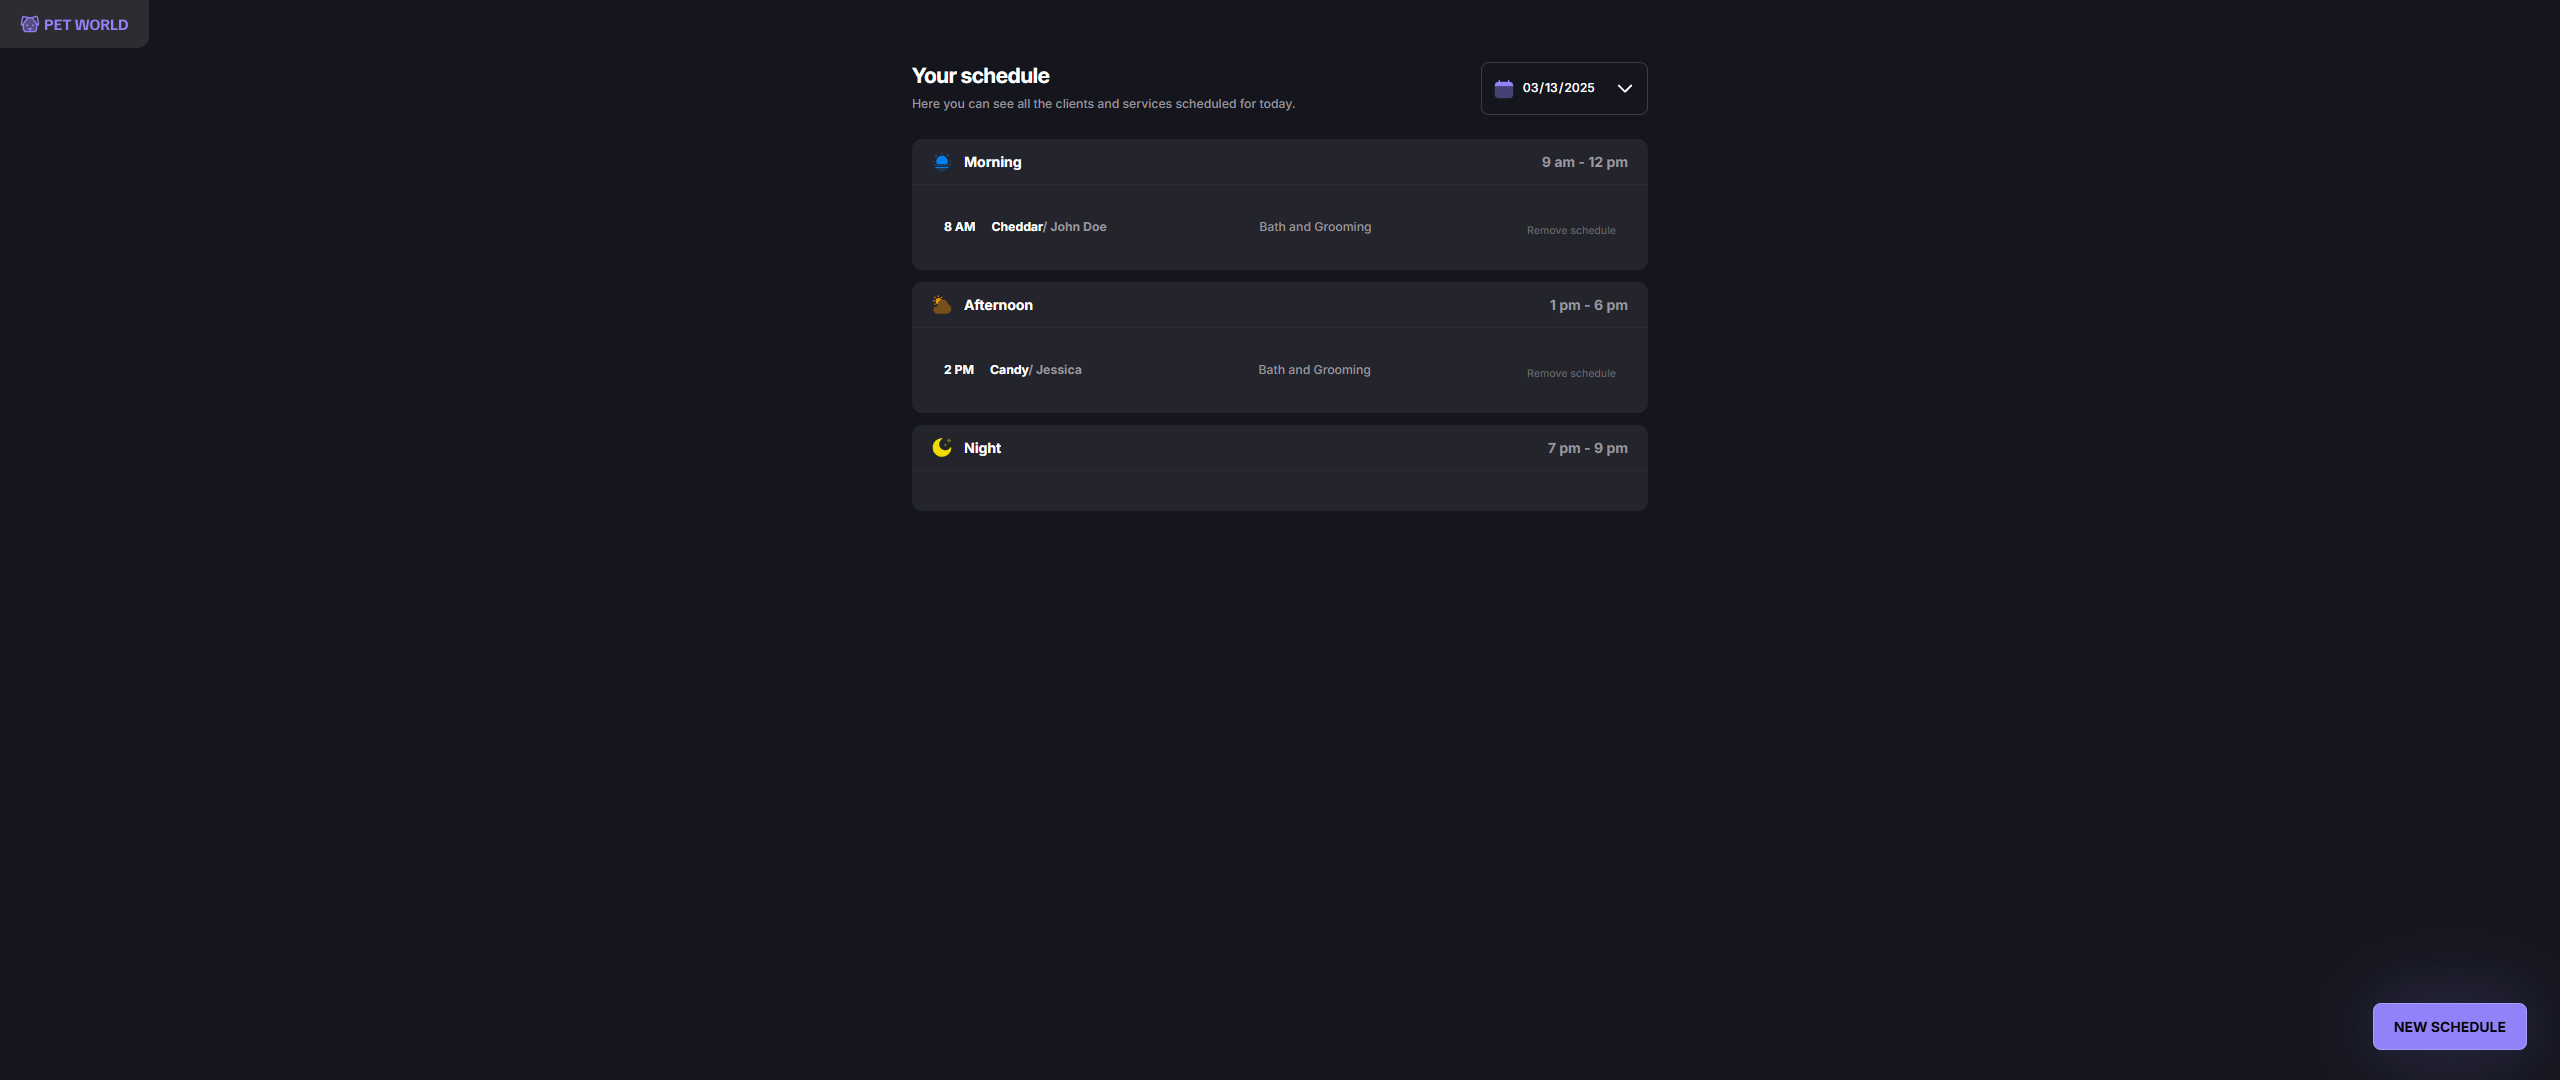 PET WORLD
Your schedule
Here you can see all the clients and services scheduled for today.
03/13/2025
Morning 9 am - 12 pm
8 AM Cheddar/ John Doe Bath and Grooming Remove schedule
Afternoon 1 pm - 6 pm
2 PM Candy/ Jessica Bath and Grooming Remove schedule
Night 7 pm - 9 pm
NEW SCHEDULE